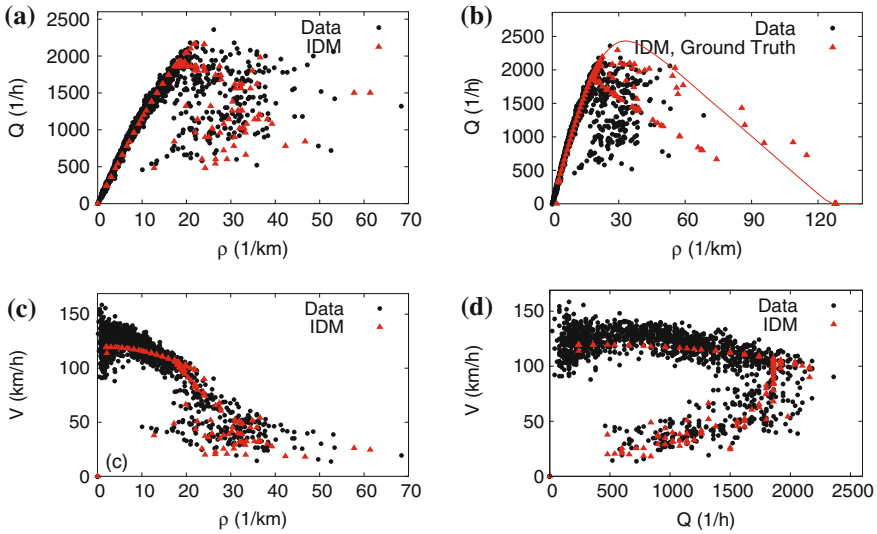 (a)
Data
IDM
Q (1/h)
2500
2000
1500
1000
500
0
0 10 20 30 40 50 60 70
ρ (1/km)
(b)
Data
IDM, Ground Truth
Q (1/h)
2500
2000
1500
1000
500
0
0 30 60 90 120
ρ (1/km)
(c)
Data
IDM
V (km/h)
150
100
50
0
(c)
0 10 20 30 40 50 60 70
ρ (1/km)
(d)
Data
IDM
V (km/h)
150
100
50
0
0 500 1000 1500 2000 2500
Q (1/h)